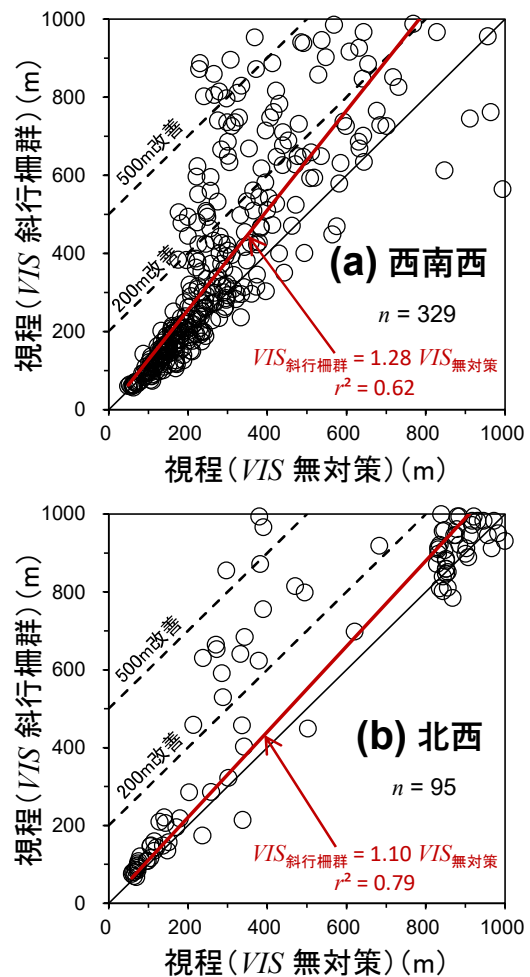 1000
800
600
400
200
0
視程(VIS 斜行柵群)(m)
500m改善
200m改善
(a) 西南西
n = 329
VIS斜行柵群 = 1.28 VIS無対策
r² = 0.62
0 200 400 600 800 1000
視程(VIS 無対策)(m)
1000
800
600
400
200
0
視程(VIS 斜行柵群)(m)
500m改善
200m改善
(b) 北西
n = 95
VIS斜行柵群 = 1.10 VIS無対策
r² = 0.79
0 200 400 600 800 1000
視程(VIS 無対策)(m)